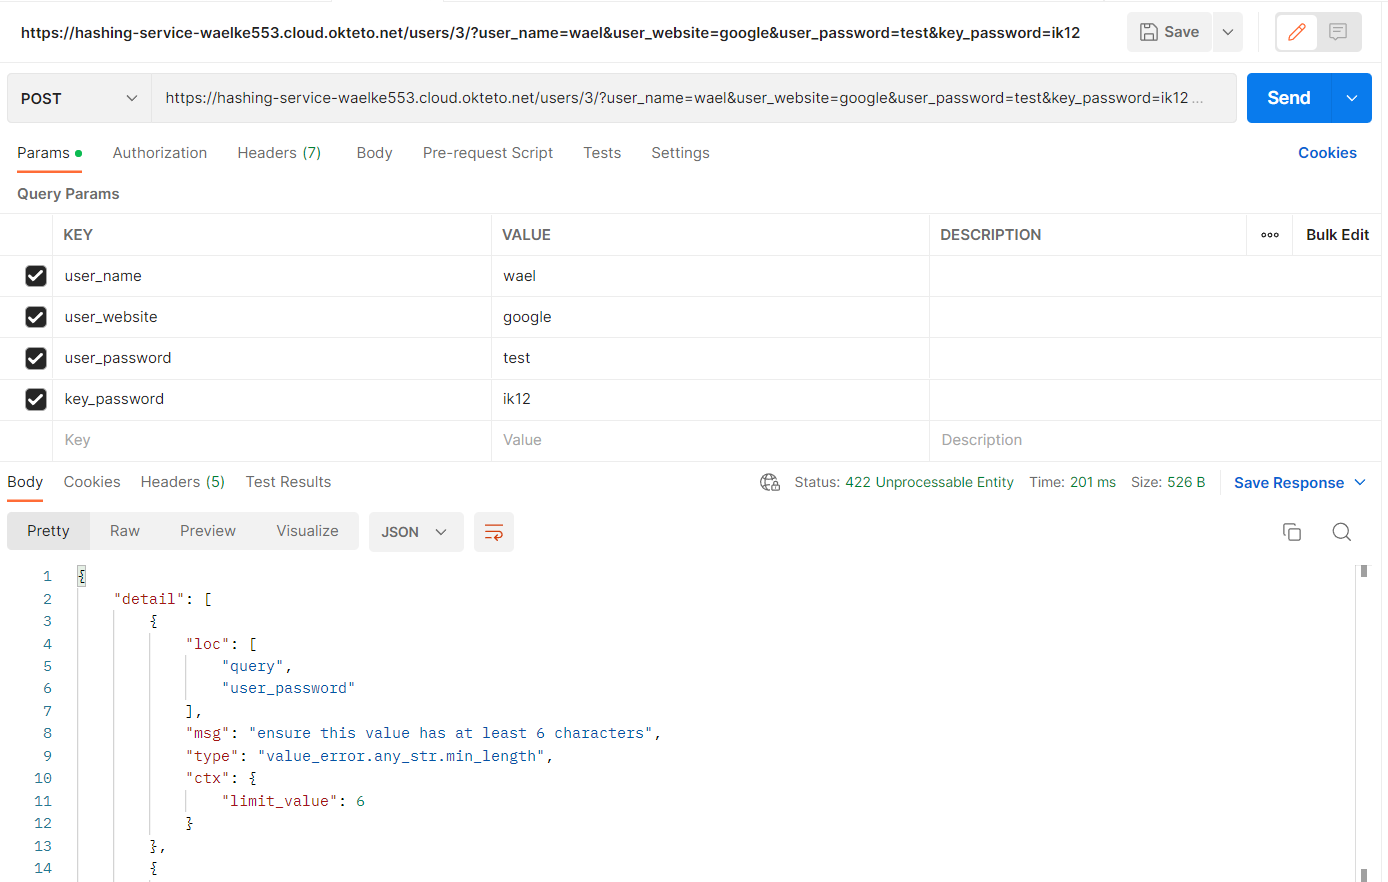 https://hashing-service-waelke553.cloud.okteto.net/users/3/?user_name=wael&user_website=google&user_password=test&key_password=ik12 Save
POST https://hashing-service-waelke553.cloud.okteto.net/users/3/?user_name=wael&user_website=google&user_password=test&key_password=ik12 ... Send
Params Authorization Headers (7) Body Pre-request Script Tests Settings Cookies
Query Params
KEY VALUE DESCRIPTION Bulk Edit
user_name wael
user_website google
user_password test
key_password ik12
Key Value Description
Body Cookies Headers (5) Test Results Status: 422 Unprocessable Entity Time: 201 ms Size: 526 B Save Response
Pretty Raw Preview Visualize JSON
1 {
2 "detail": [
3 {
4 "loc": [
5 "query",
6 "user_password"
7 ],
8 "msg": "ensure this value has at least 6 characters",
9 "type": "value_error.any_str.min_length",
10 "ctx": {
11 "limit_value": 6
12 }
13 },
14 {